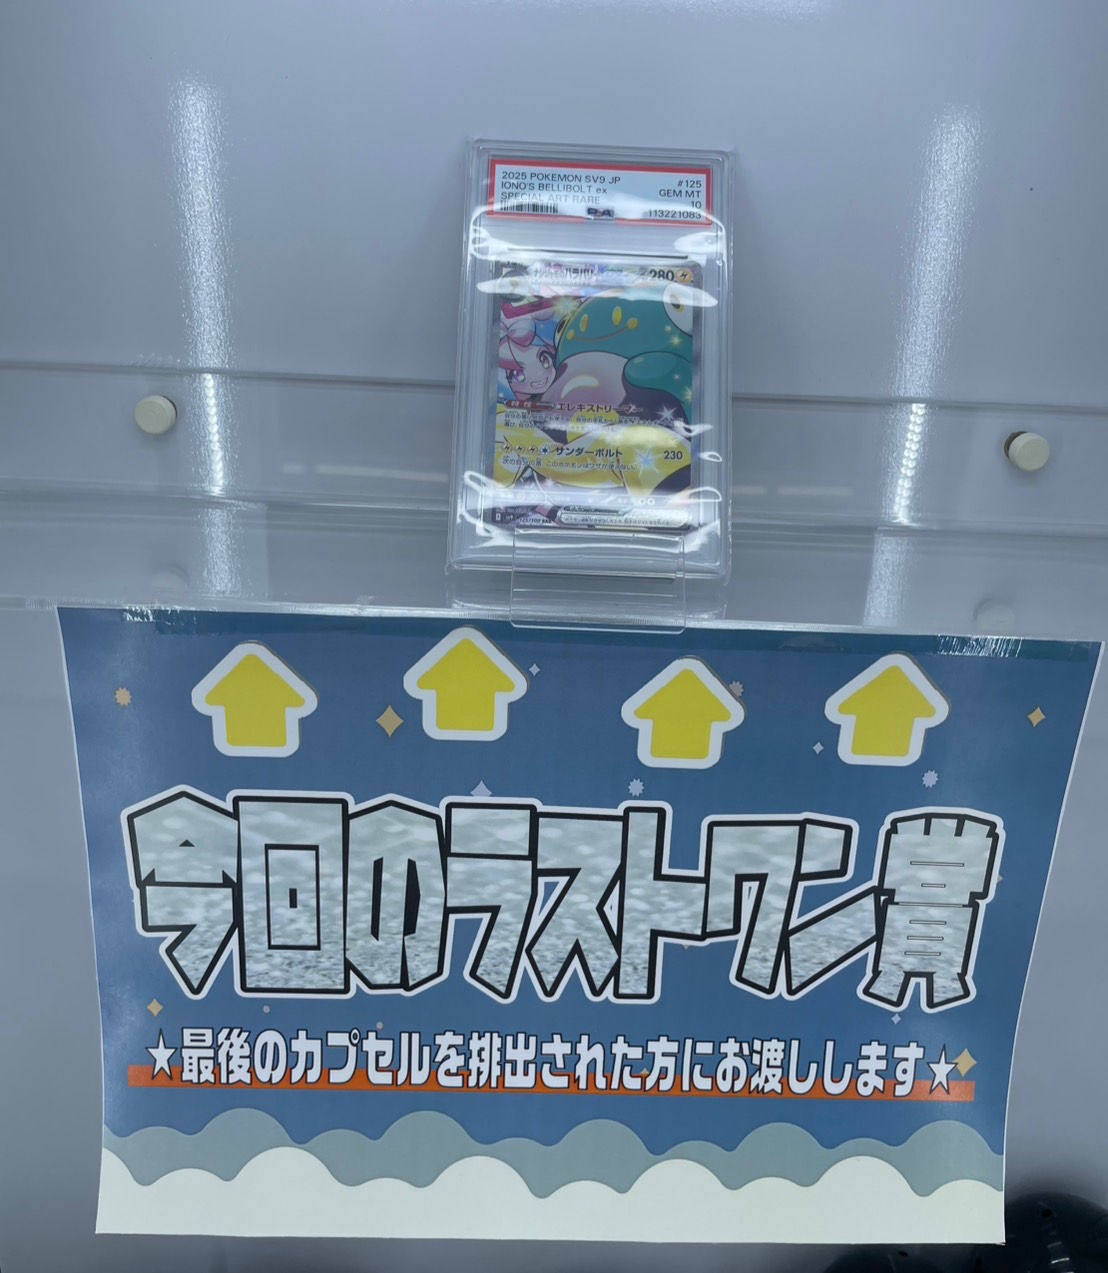 2025 POKEMON SV9 JP #125
IONO'S BELLIBOLT ex GEM MT
SPECIAL ART RARE 10
PSA 113221083
280
エレキストリーマー
サンダーボルト 230
今回のラストワン賞
★最後のカプセルを排出された方にお渡しします★